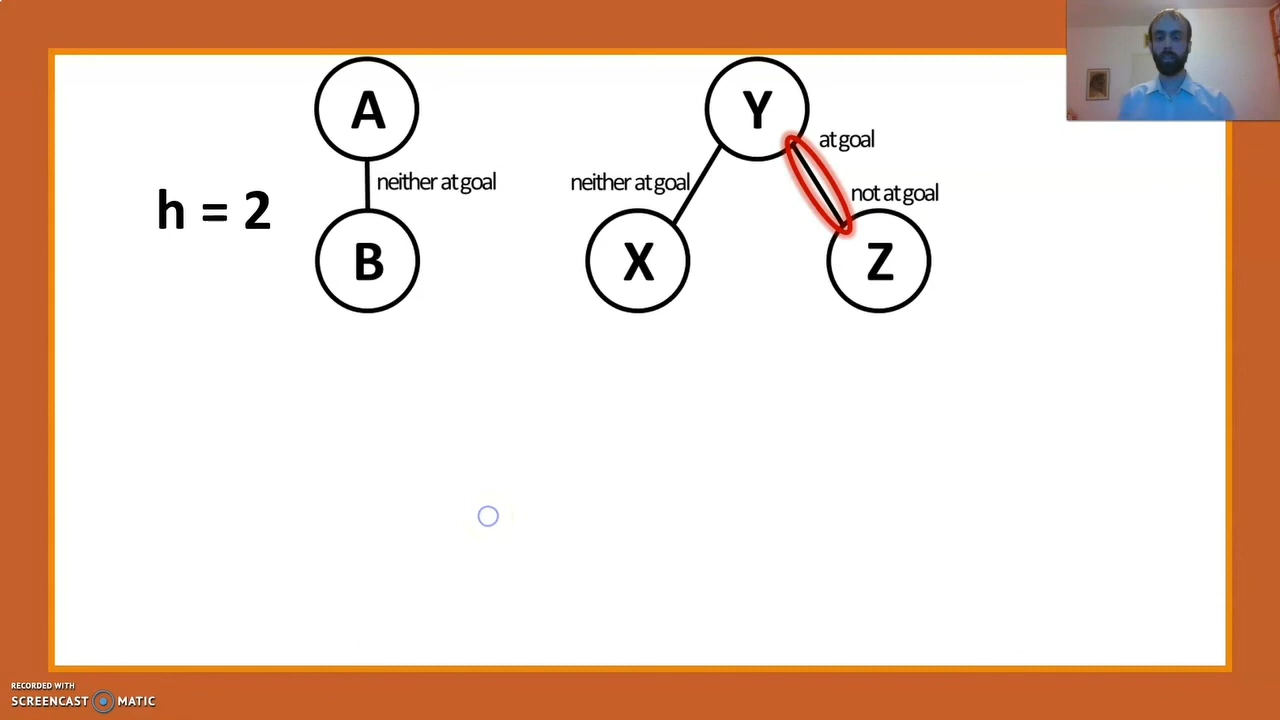 A
neither at goal
B
h = 2
Y
at goal
neither at goal
not at goal
X
Z
RECORDED WITH
SCREENCAST MATIC